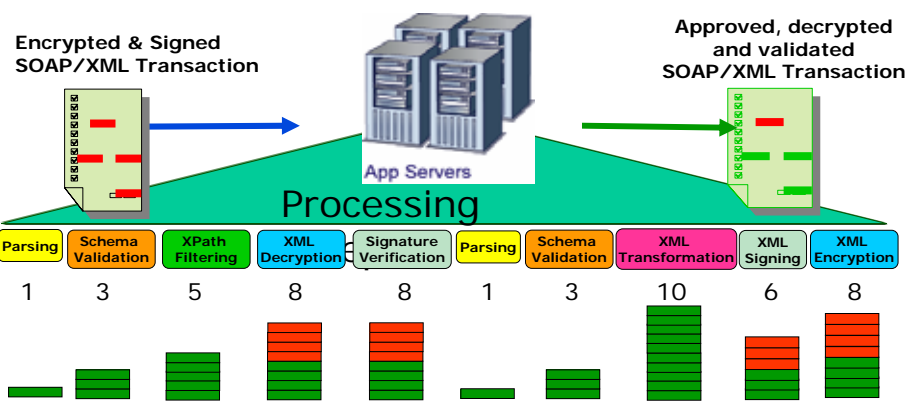 Encrypted & Signed
SOAP/XML Transaction
Approved, decrypted
and validated
SOAP/XML Transaction
App Servers
Processing
Parsing
Schema
Validation
XPath
Filtering
XML
Decryption
Signature
Verification
Parsing
Schema
Validation
XML
Transformation
XML
Signing
XML
Encryption
1 3 5 8 8 1 3 10 6 8